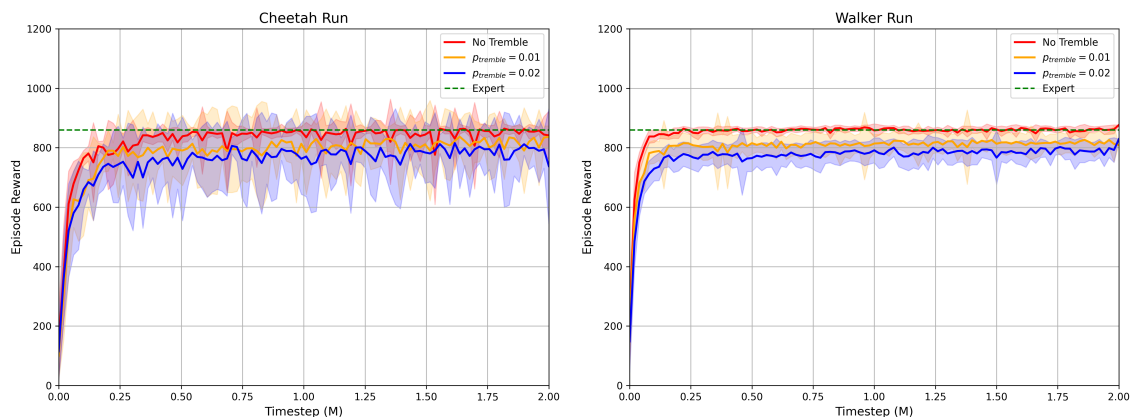 Cheetah Run
Episode Reward
1200
1000
800
600
400
200
0
No Tremble
p_tremble = 0.01
p_tremble = 0.02
Expert
0.00 0.25 0.50 0.75 1.00 1.25 1.50 1.75 2.00
Timestep (M)
Walker Run
Episode Reward
1200
1000
800
600
400
200
0
No Tremble
p_tremble = 0.01
p_tremble = 0.02
Expert
0.00 0.25 0.50 0.75 1.00 1.25 1.50 1.75 2.00
Timestep (M)